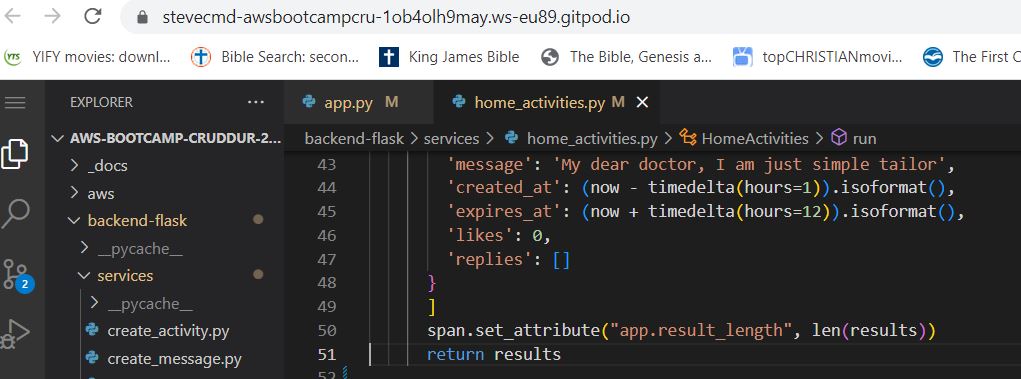 stevecmd-awsbootcampcru-1ob4olh9may.ws-eu89.gitpod.io
YTS YIFY movies: downl... Bible Search: secon... King James Bible The Bible, Genesis a... topCHRISTIANmovi... The First C
EXPLORER ... app.py M home_activities.py M
AWS-BOOTCAMP-CRUDDUR-2... backend-flask > services > home_activities.py > HomeActivities > run
_docs
aws
backend-flask
__pycache__
services
__pycache__
create_activity.py
create_message.py
2
43 'message': 'My dear doctor, I am just simple tailor',
44 'created_at': (now - timedelta(hours=1)).isoformat(),
45 'expires_at': (now + timedelta(hours=12)).isoformat(),
46 'likes': 0,
47 'replies': []
48 }
49 ]
50 span.set_attribute("app.result_length", len(results))
51 return results
52